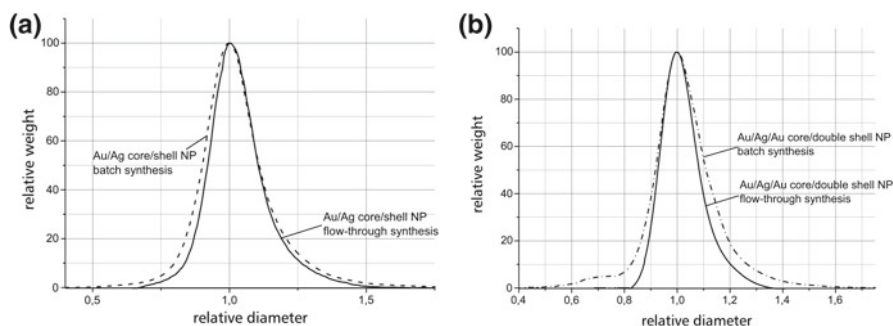 (a)
100
80
60
40
20
0
relative weight
Au/Ag core/shell NP
batch synthesis
Au/Ag core/shell NP
flow-through synthesis
0,5
1,0
1,5
relative diameter
(b)
100
80
60
40
20
0
relative weight
Au/Ag/Au core/double shell NP
batch synthesis
Au/Ag/Au core/double shell NP
flow-through synthesis
0,4
0,6
0,8
1,0
1,2
1,4
1,6
relative diameter